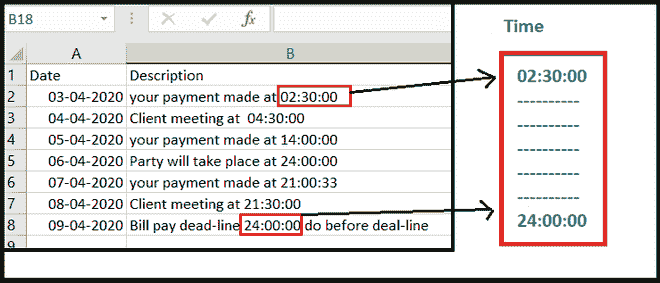 B18 fx
A B
1 Date Description
2 03-04-2020 your payment made at 02:30:00
3 04-04-2020 Client meeting at 04:30:00
4 05-04-2020 your payment made at 14:00:00
5 06-04-2020 Party will take place at 24:00:00
6 07-04-2020 your payment made at 21:00:33
7 08-04-2020 Client meeting at 21:30:00
8 09-04-2020 Bill pay dead-line 24:00:00 do before deal-line
9
Time
02:30:00
----------
----------
----------
----------
----------
24:00:00